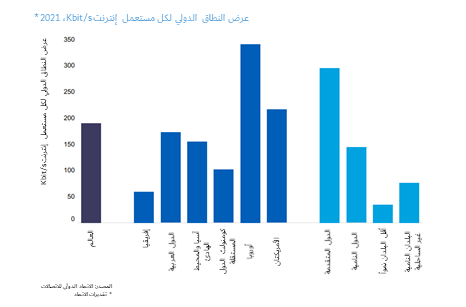 عرض النطاق الدولي لكل مستعمل إنترنت Kbit/s، 2021*
عرض النطاق الدولي لكل مستعمل إنترنت Kbit/s
350
300
250
200
150
100
50
0
العالم
إفريقيا
الدول العربية
آسيا والمحيط
الهادئ
كومنولث الدول
المستقلة
أوروبا
الأمريكتان
الدول المتقدمة
الدول النامية
أقل البلدان نمواً
البلدان النامية
غير الساحلية
المصدر: الاتحاد الدولي للاتصالات
* تقديرات الاتحاد